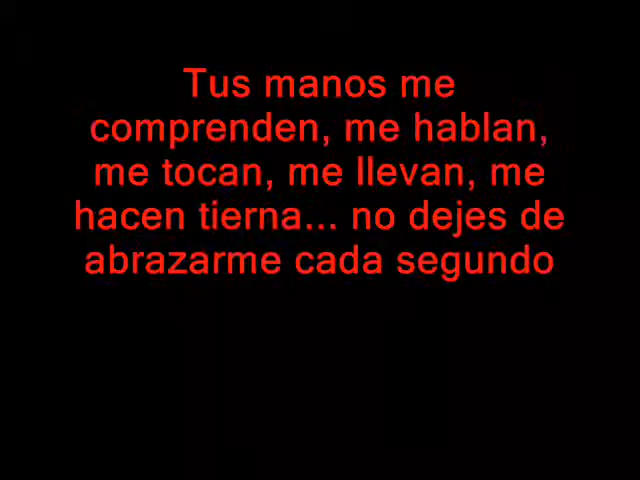 Tus manos me
comprenden, me hablan,
me tocan, me llevan, me
hacen tierna... no dejes de
abrazarme cada segundo